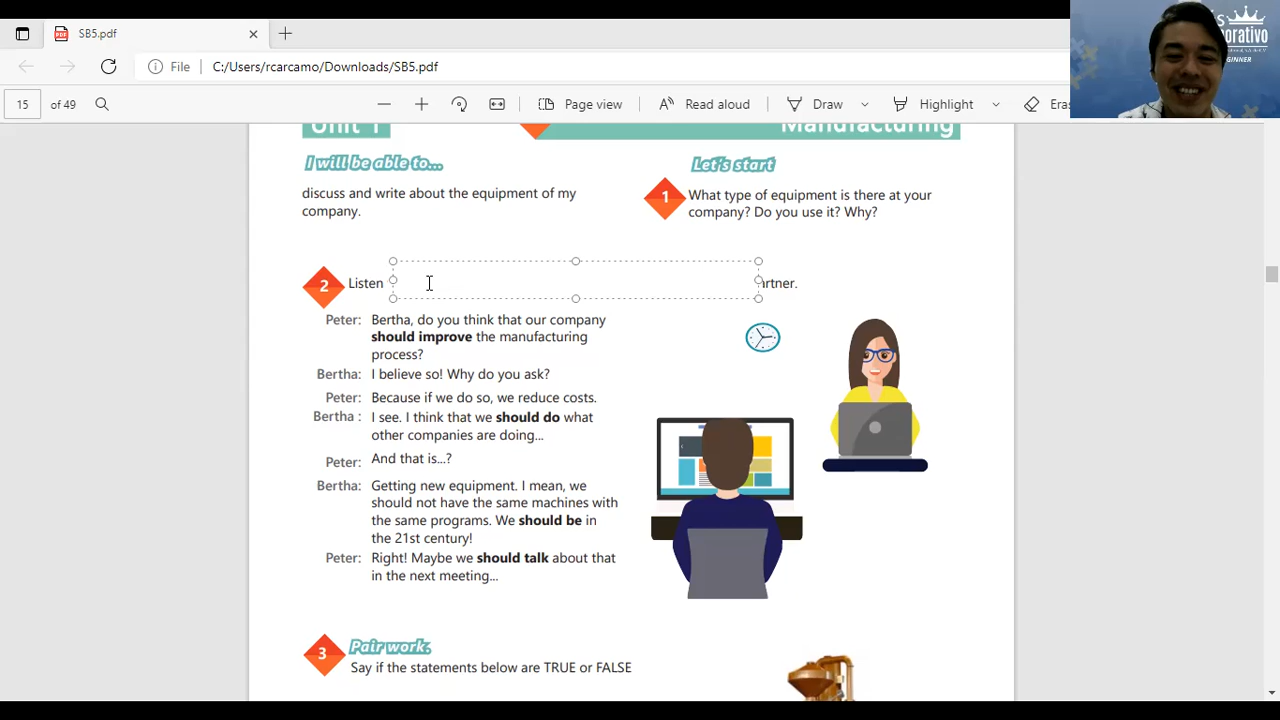 SB5.pdf
File C:/Users/rcarcamo/Downloads/SB5.pdf
15 of 49 Page view Read aloud Draw Highlight
Unit 1 Manufacturing
I will be able to...
discuss and write about the equipment of my
company.
Let's start
1 What type of equipment is there at your
company? Do you use it? Why?
2 Listen artner.
Peter: Bertha, do you think that our company
should improve the manufacturing
process?
Bertha: I believe so! Why do you ask?
Peter: Because if we do so, we reduce costs.
Bertha : I see. I think that we should do what
other companies are doing...
Peter: And that is...?
Bertha: Getting new equipment. I mean, we
should not have the same machines with
the same programs. We should be in
the 21st century!
Peter: Right! Maybe we should talk about that
in the next meeting...
3 Pair work.
Say if the statements below are TRUE or FALSE